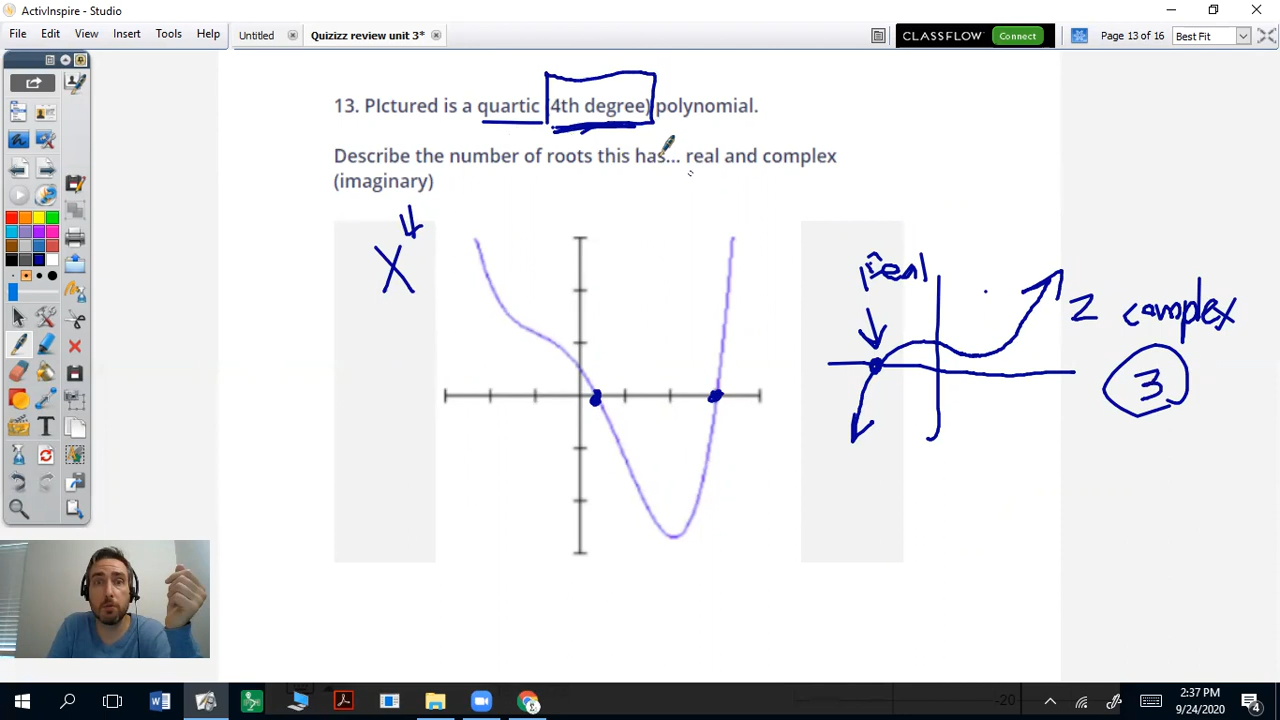 ActivInspire - Studio
File Edit View Insert Tools Help
Untitled
Quizizz review unit 3*
CLASSFLOW
Connect
Page 13 of 16
Best Fit
13. PIctured is a quartic (4th degree) polynomial.
Describe the number of roots this has... real and complex
(imaginary)
X
Real
2 complex
3
T
-20
2:37 PM
9/24/2020
4